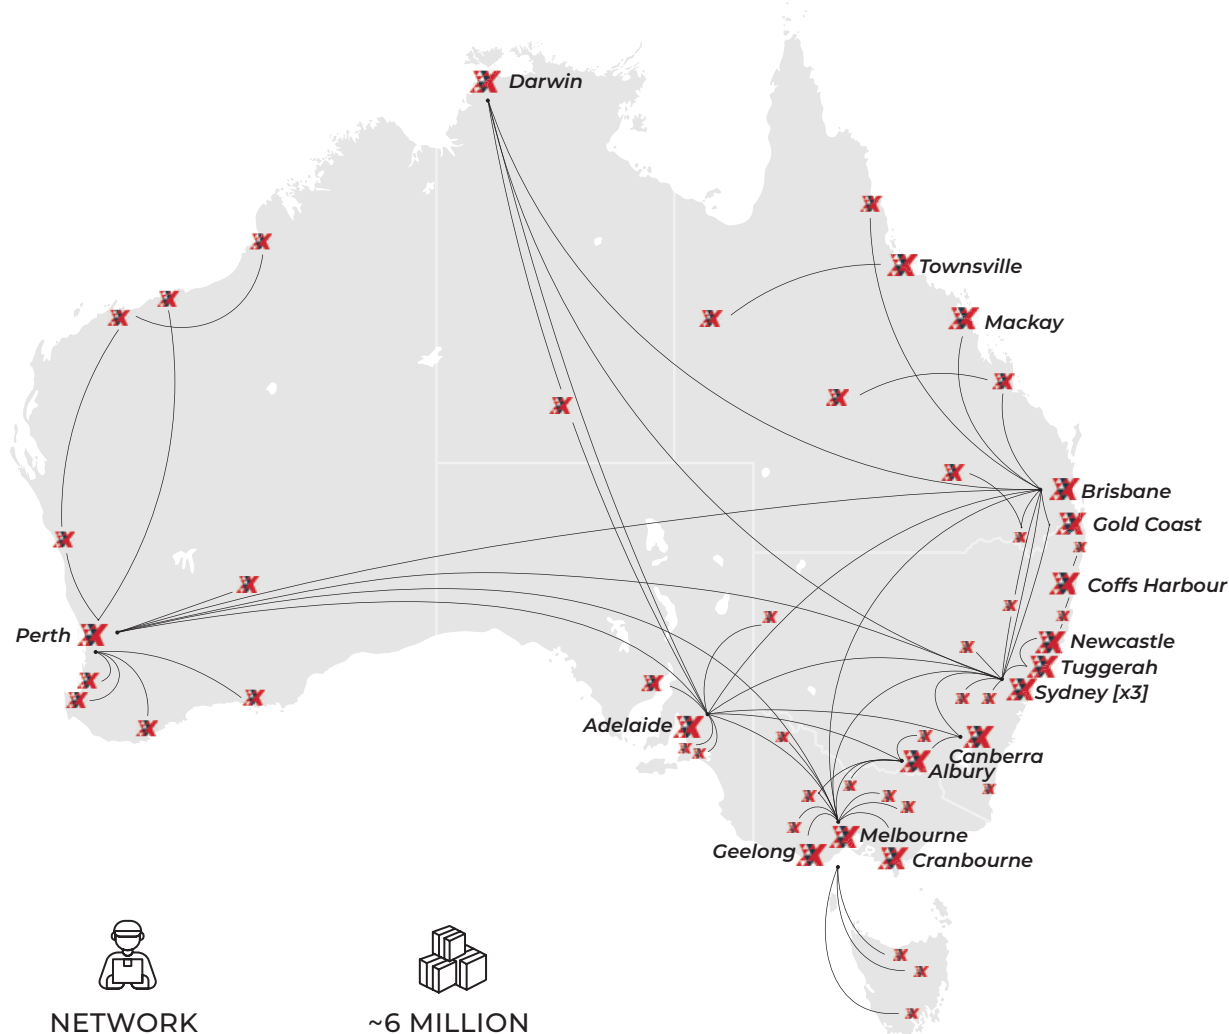 Darwin
Townsville
Mackay
Brisbane
Gold Coast
Coffs Harbour
Perth
Newcastle
Tuggerah
Sydney [x3]
Adelaide
Canberra
Albury
Melbourne
Geelong
Cranbourne
NETWORK
~6 MILLION